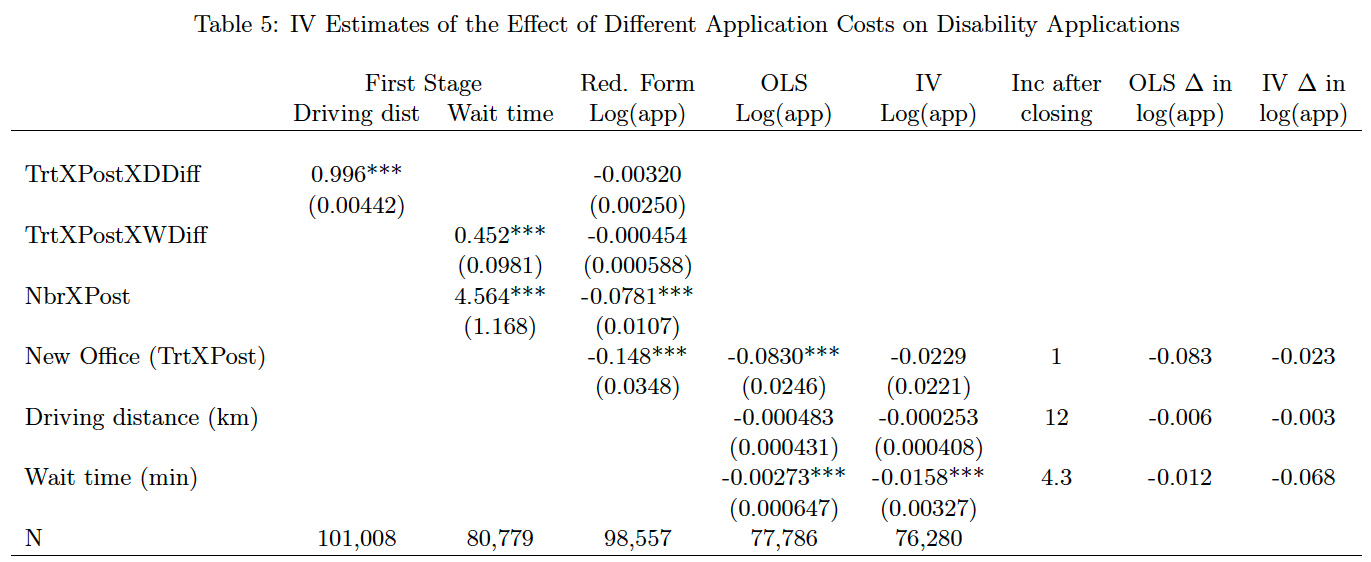 Table 5: IV Estimates of the Effect of Different Application Costs on Disability Applications
First Stage Red. Form OLS IV Inc after OLS Δ in IV Δ in
Driving dist Wait time Log(app) Log(app) Log(app) closing log(app) log(app)
TrtXPostXDDiff 0.996*** -0.00320
(0.00442) (0.00250)
TrtXPostXWDiff 0.452*** -0.000454
(0.0981) (0.000588)
NbrXPost 4.564*** -0.0781***
(1.168) (0.0107)
New Office (TrtXPost) -0.148*** -0.0830*** -0.0229 1 -0.083 -0.023
(0.0348) (0.0246) (0.0221)
Driving distance (km) -0.000483 -0.000253 12 -0.006 -0.003
(0.000431) (0.000408)
Wait time (min) -0.00273*** -0.0158*** 4.3 -0.012 -0.068
(0.000647) (0.00327)
N 101,008 80,779 98,557 77,786 76,280